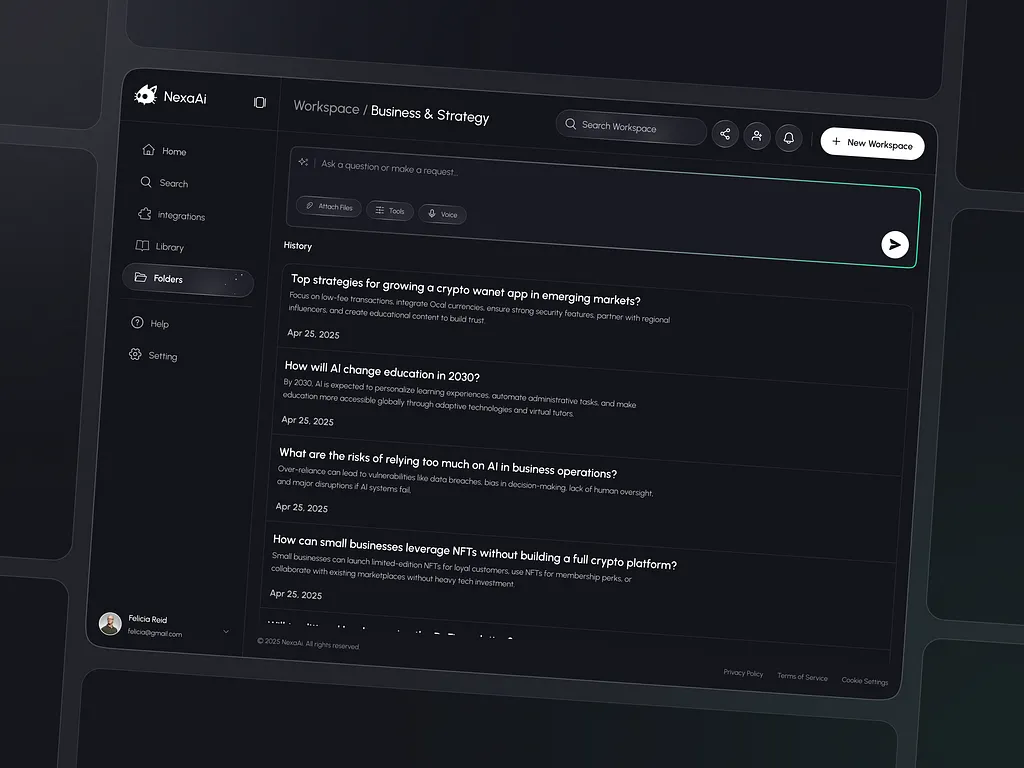 NexaAi
Home
Search
integrations
Library
Folders
Help
Setting
Felicia Reid
felicia@gmail.com
Workspace / Business & Strategy
Search Workspace
+ New Workspace
Ask a question or make a request...
Attach Files
Tools
Voice
History
Top strategies for growing a crypto wanet app in emerging markets?
Focus on low-fee transactions, integrate Ocal currencies, ensure strong security features, partner with regional
influencers, and create educational content to build trust.
Apr 25, 2025
How will AI change education in 2030?
By 2030, AI is expected to personalize learning experiences, automate administrative tasks, and make
education more accessible globally through adaptive technologies and virtual tutors.
Apr 25, 2025
What are the risks of relying too much on AI in business operations?
Over-reliance can lead to vulnerabilities like data breaches, bias in decision-making, lack of human oversight,
and major disruptions if AI systems fail.
Apr 25, 2025
How can small businesses leverage NFTs without building a full crypto platform?
Small businesses can launch limited-edition NFTs for loyal customers, use NFTs for membership perks, or
collaborate with existing marketplaces without heavy tech investment.
Apr 25, 2025
© 2025 NexaAi. All rights reserved.
Privacy Policy
Terms of Service
Cookie Settings